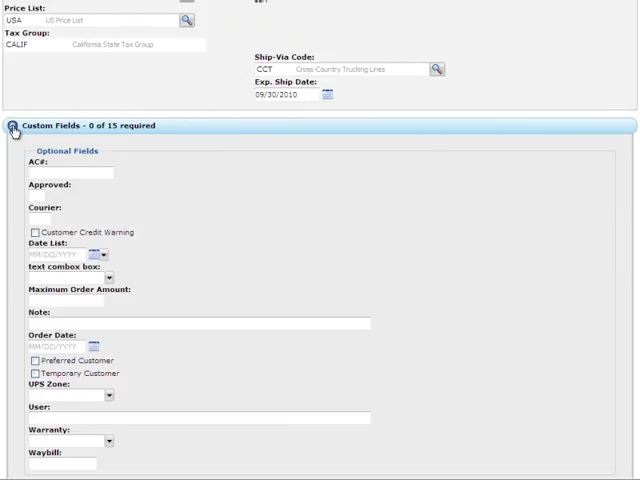 Price List:
USA US Price List
Tax Group:
CALIF California State Tax Group
Ship-Via Code:
CCT Cross-Country Trucking Lines
Exp. Ship Date:
09/30/2010
Custom Fields - 0 of 15 required
Optional Fields
AC#:
Approved:
Courier:
Customer Credit Warning
Date List:
MM/DD/YYYY
text combox box:
Maximum Order Amount:
Note:
Order Date:
MM/DD/YYYY
Preferred Customer
Temporary Customer
UPS Zone:
User:
Warranty:
Waybill: